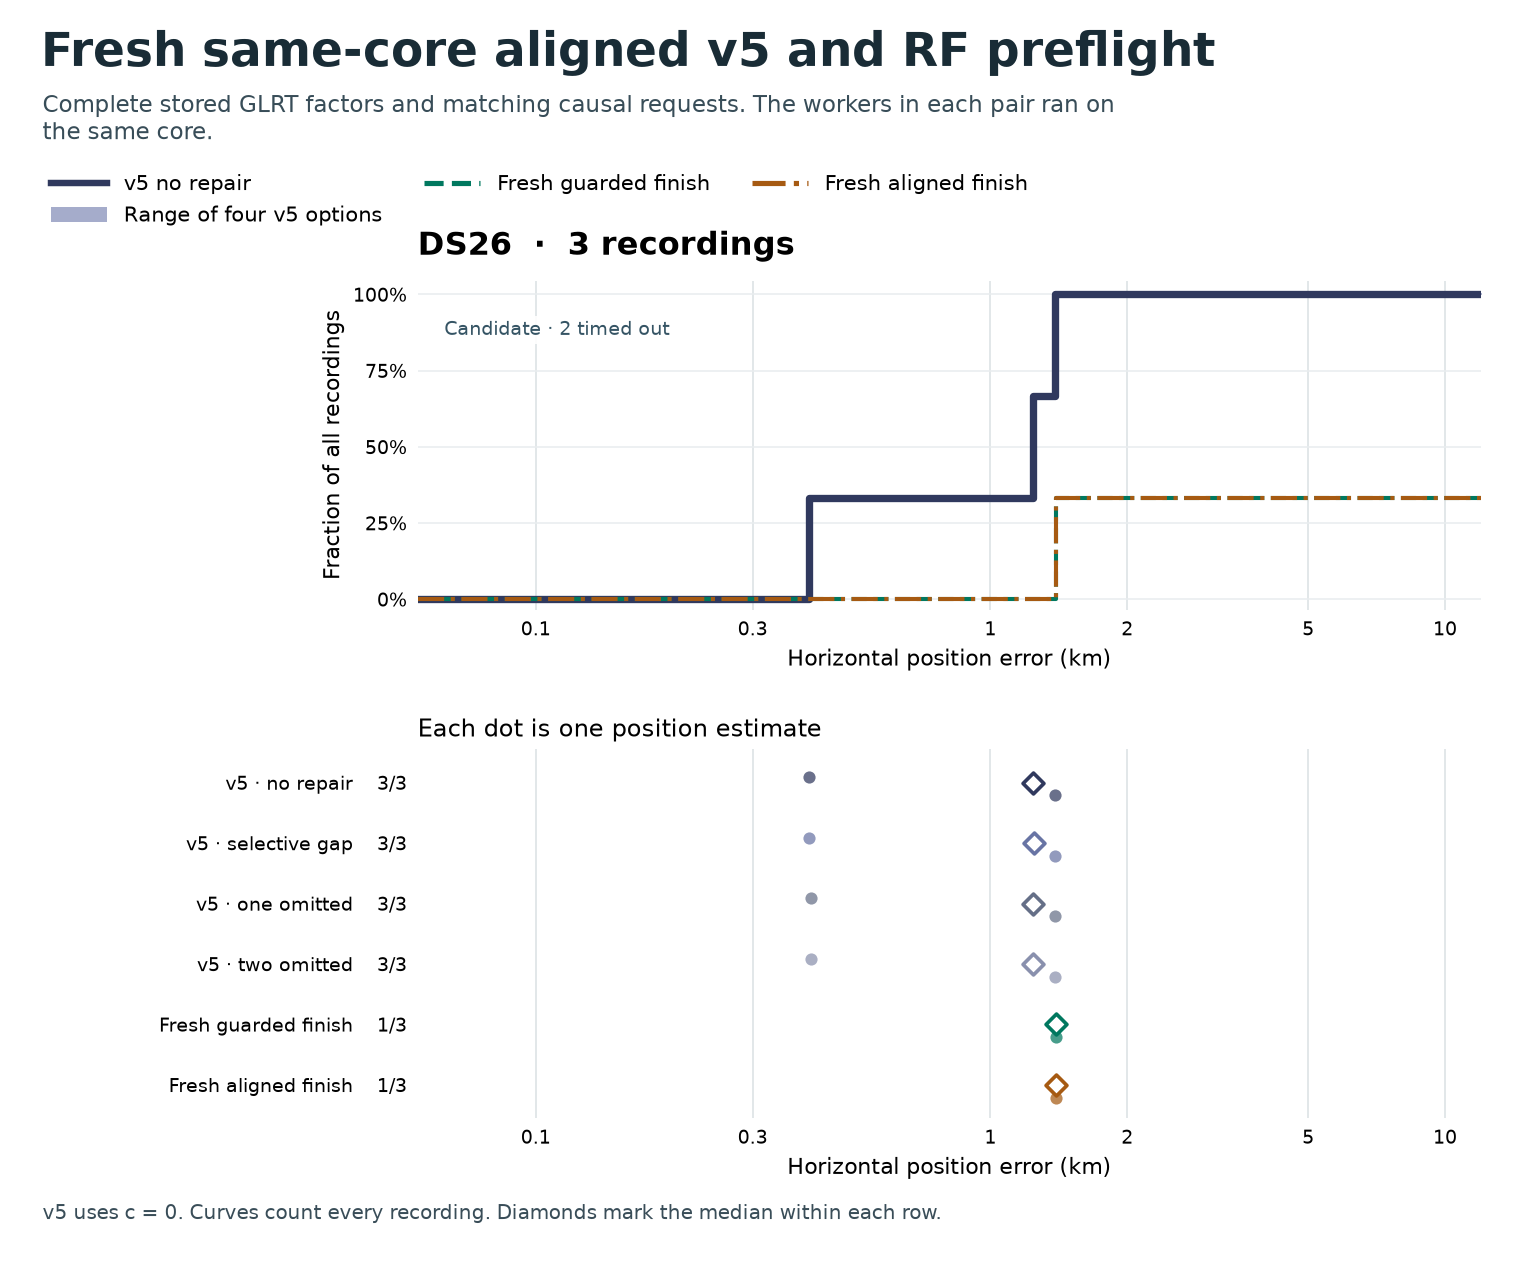 Fresh same-core aligned v5 and RF preflight
Complete stored GLRT factors and matching causal requests. The workers in each pair ran on
the same core.
v5 no repair
Fresh guarded finish
Fresh aligned finish
Range of four v5 options
DS26 · 3 recordings
Fraction of all recordings
100%
Candidate · 2 timed out
75%
50%
25%
0%
0.1 0.3 1 2 5 10
Horizontal position error (km)
Each dot is one position estimate
v5 · no repair 3/3
v5 · selective gap 3/3
v5 · one omitted 3/3
v5 · two omitted 3/3
Fresh guarded finish 1/3
Fresh aligned finish 1/3
0.1 0.3 1 2 5 10
Horizontal position error (km)
v5 uses c = 0. Curves count every recording. Diamonds mark the median within each row.